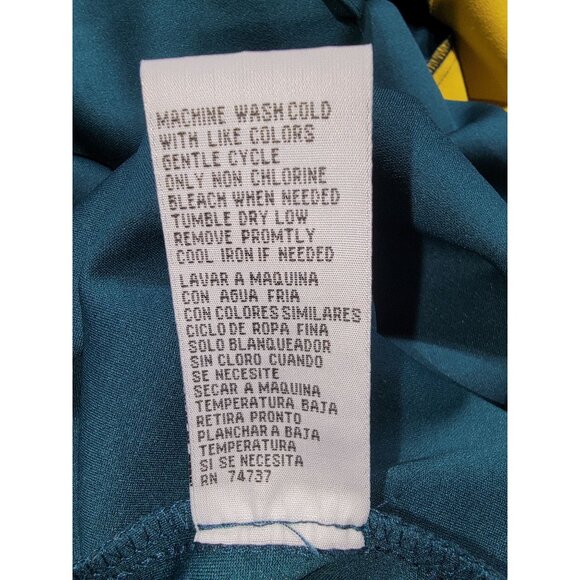 MACHINE WASH COLD
WITH LIKE COLORS
GENTLE CYCLE
ONLY NON CHLORINE
BLEACH WHEN NEEDED
TUMBLE DRY LOW
REMOVE PROMTLY
COOL IRON IF NEEDED
LAVAR A MAQUINA
CON AGUA FRIA
CON COLORES SIMILARES
CICLO DE ROPA FINA
SOLO BLANQUEADOR
SIN CLORO CUANDO
SE NECESITE
SECAR A MAQUINA
TEMPERATURA BAJA
RETIRA PRONTO
PLANCHAR A BAJA
TEMPERATURA
SI SE NECESITA
RN 74737